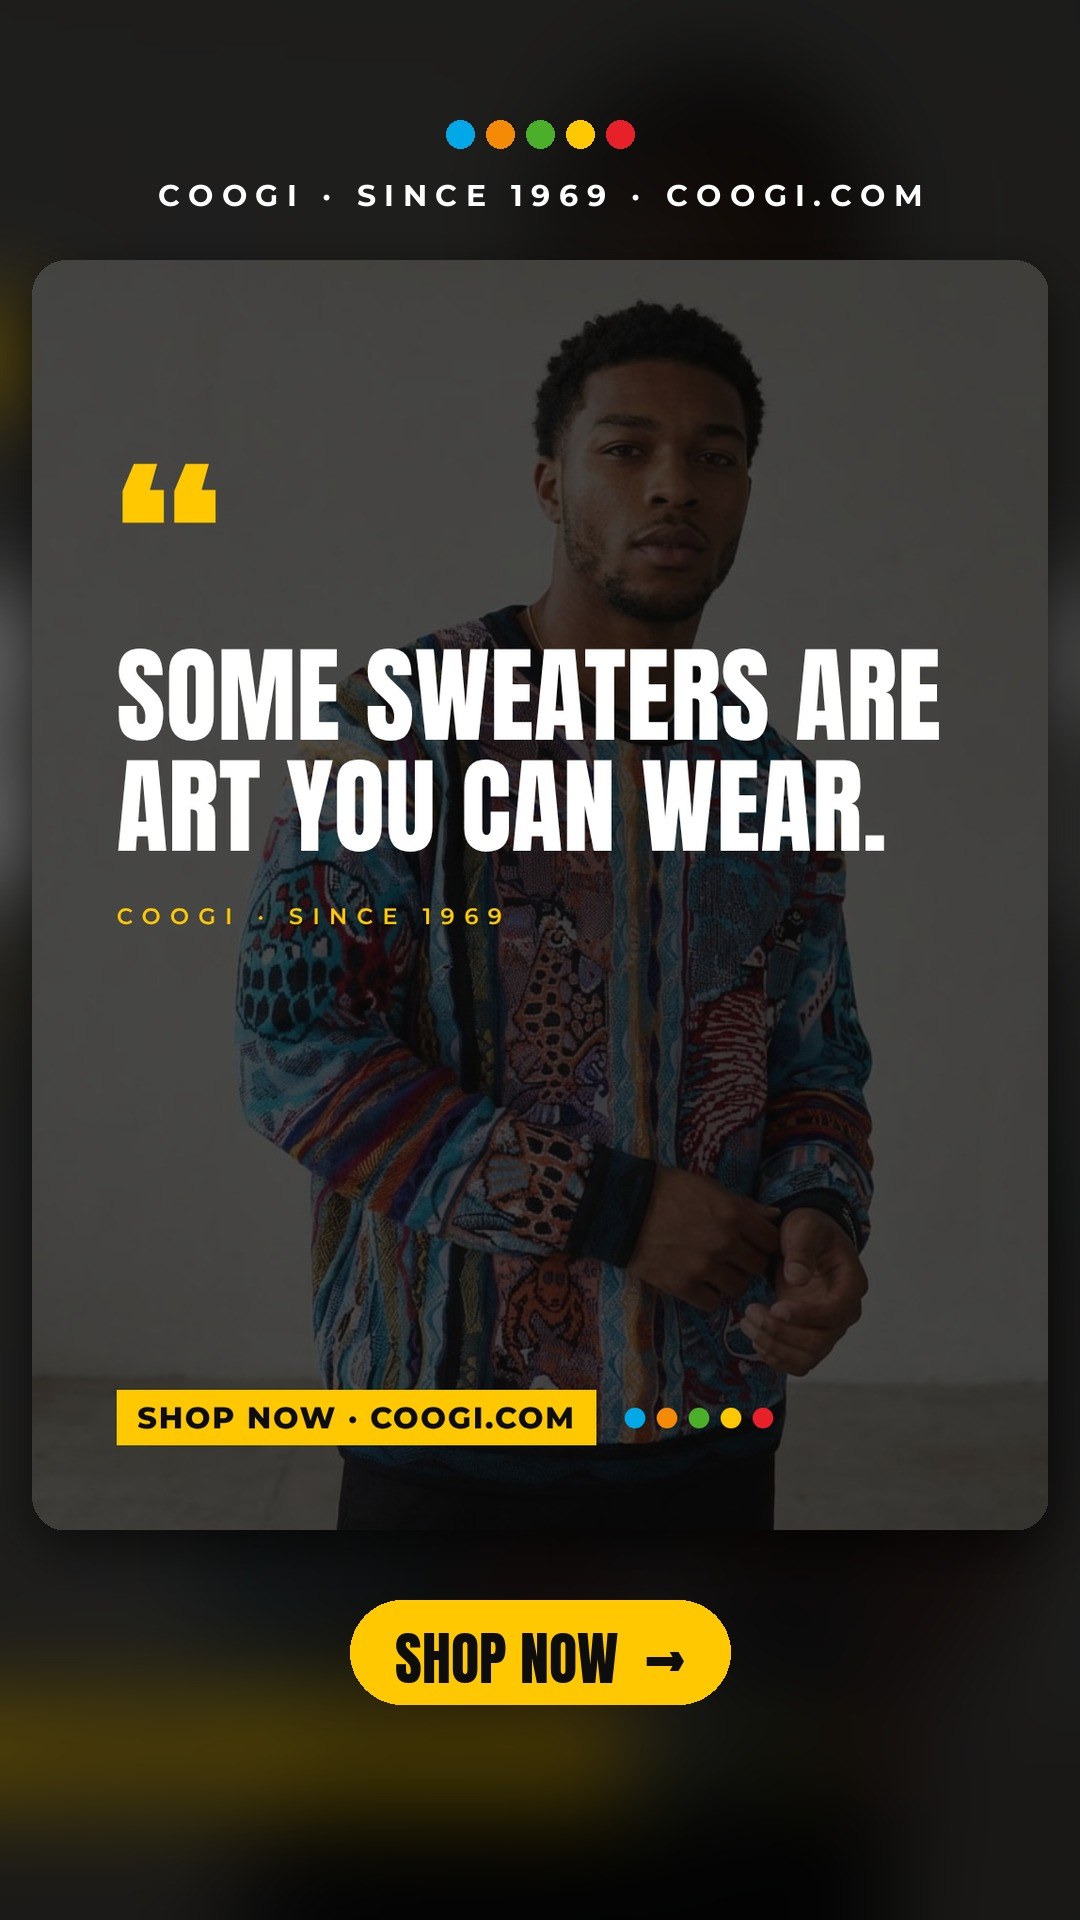 COOGI · SINCE 1969 · COOGI.COM
“
SOME SWEATERS ARE
ART YOU CAN WEAR.
COOGI · SINCE 1969
SHOP NOW · COOGI.COM
SHOP NOW →